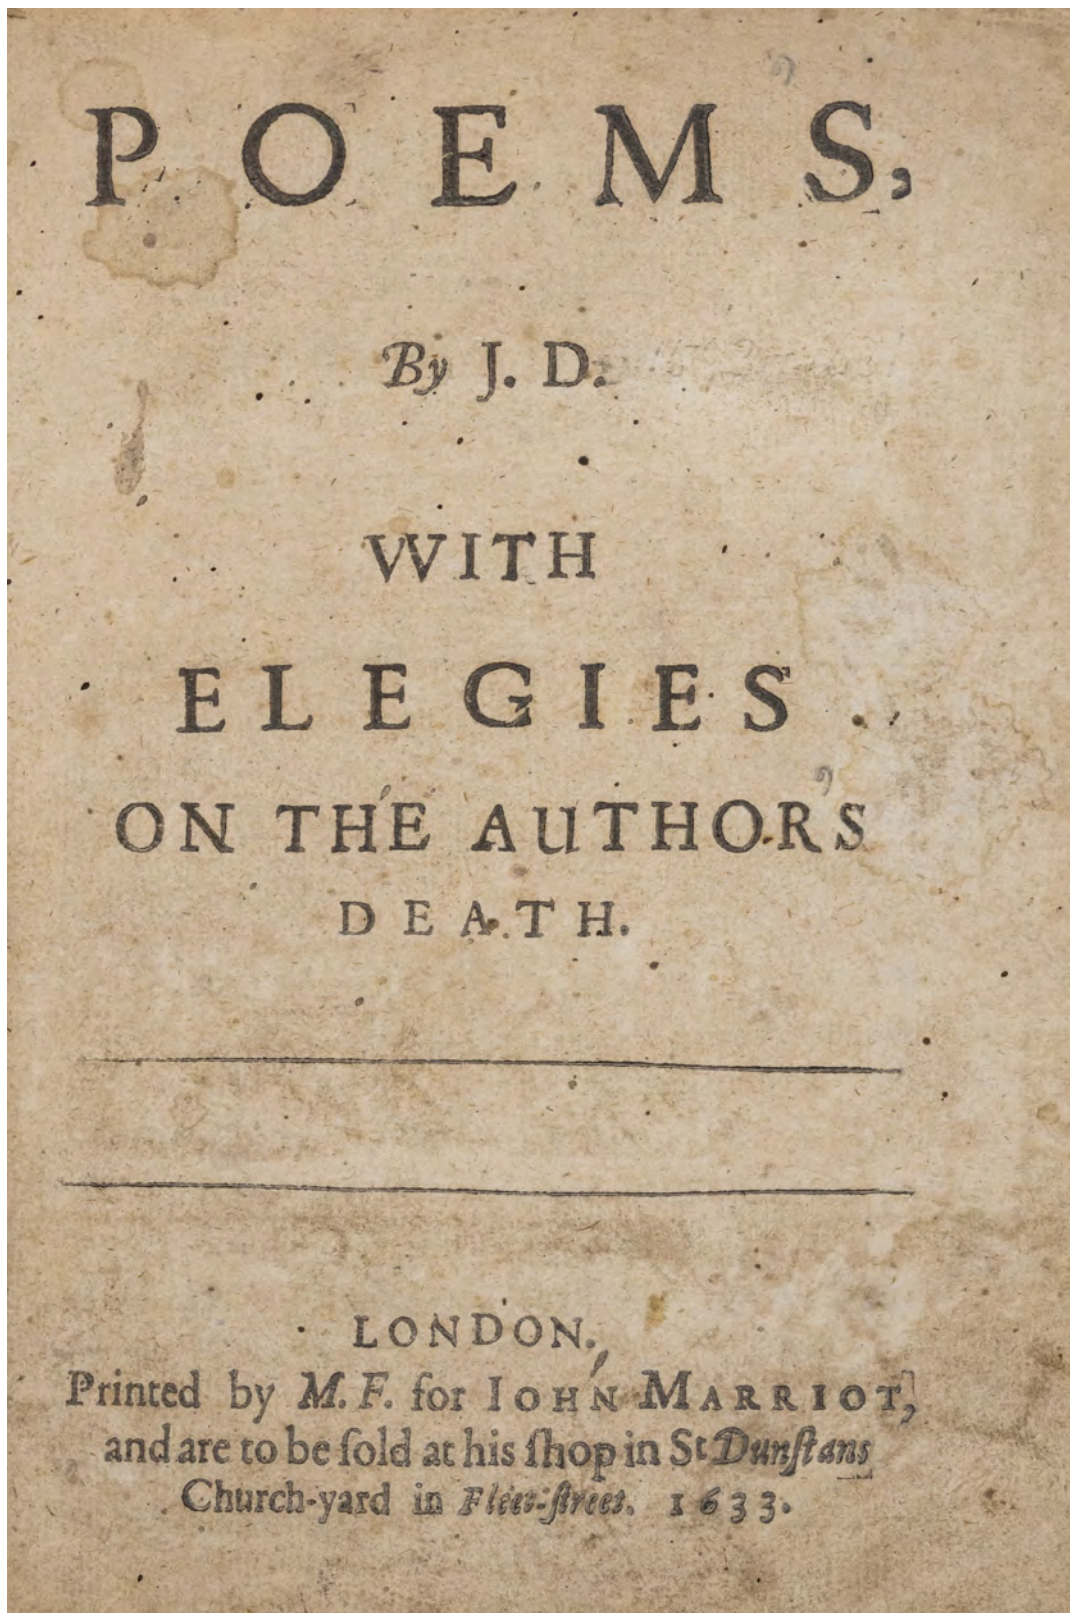 POEMS,
By J. D.
WITH
ELEGIES
ON THE AUTHORS
DEATH.
LONDON.
Printed by M. F. for IOHN MARRIOT,
and are to be ſold at his ſhop in St Dunſtans
Church-yard in Fleet-ſtreet. 1633.